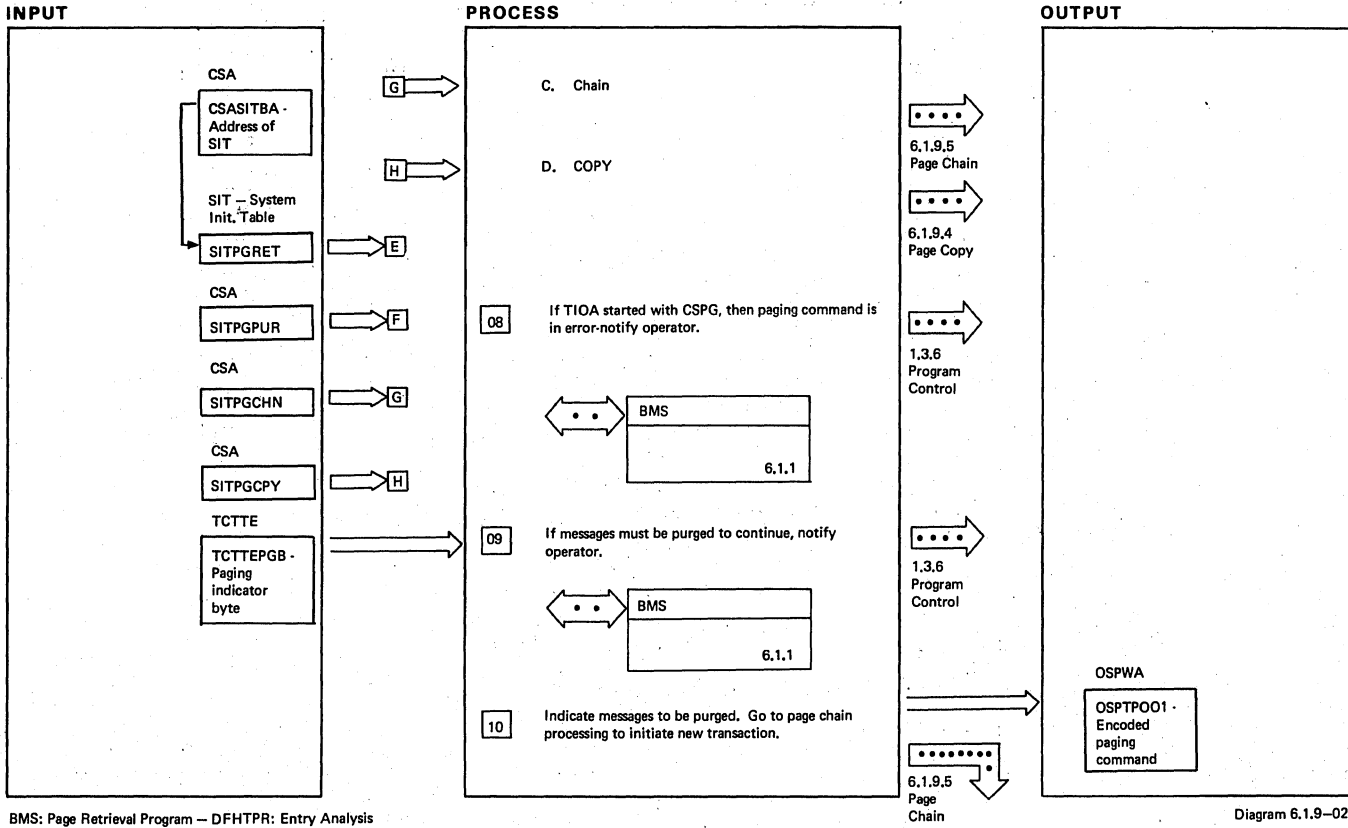 INPUT
PROCESS
OUTPUT
CSA
CSASITBA -
Address of
SIT
SIT — System
Init. Table
SITPGRET
E
CSA
SITPGPUR
F
CSA
SITPGCHN
G
CSA
SITPGCPY
H
TCTTE
TCTTEPGB -
Paging
indicator
byte
G
C. Chain
6.1.9.5
Page Chain
H
D. COPY
6.1.9.4
Page Copy
08
If TIOA started with CSPG, then paging command is
in error-notify operator.
1.3.6
Program
Control
BMS
6.1.1
09
If messages must be purged to continue, notify
operator.
1.3.6
Program
Control
BMS
6.1.1
10
Indicate messages to be purged. Go to page chain
processing to initiate new transaction.
6.1.9.5
Page
Chain
OSPWA
OSPTPOO1 -
Encoded
paging
command
BMS: Page Retrieval Program — DFHTPR: Entry Analysis
Diagram 6.1.9—02